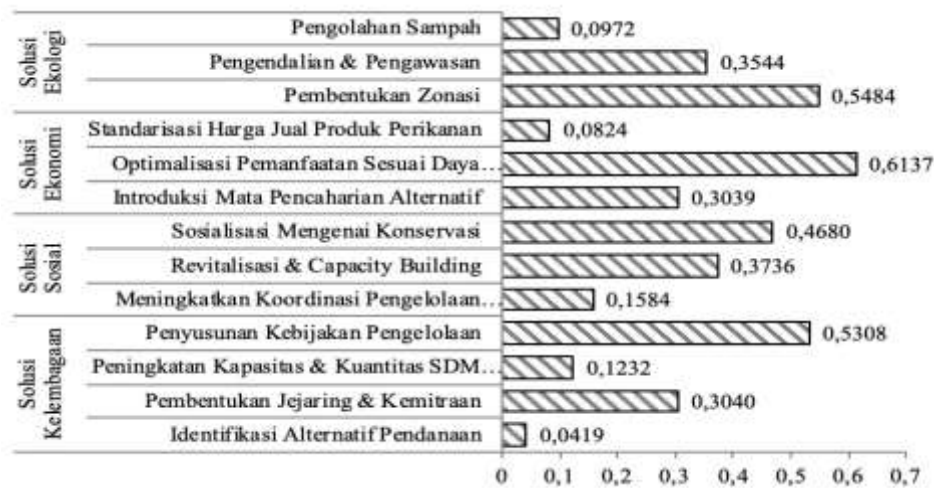 Solusi Ekologi
Pengolahan Sampah 0,0972
Pengendalian & Pengawasan 0,3544
Pembentukan Zonasi 0,5484
Solusi Ekonomi
Standarisasi Harga Jual Produk Perikanan 0,0824
Optimalisasi Pemanfaatan Sesuai Daya... 0,6137
Introduksi Mata Pencaharian Alternatif 0,3039
Solusi Sosial
Sosialisasi Mengenai Konservasi 0,4680
Revitalisasi & Capacity Building 0,3736
Meningkatkan Koordinasi Pengelolaan... 0,1584
Solusi Kelembagaan
Penyusunan Kebijakan Pengelolaan 0,5308
Peningkatan Kapasitas & Kuantitas SDM... 0,1232
Pembentukan Jejaring & Kemitraan 0,3040
Identifikasi Alternatif Pendanaan 0,0419
0 0,1 0,2 0,3 0,4 0,5 0,6 0,7